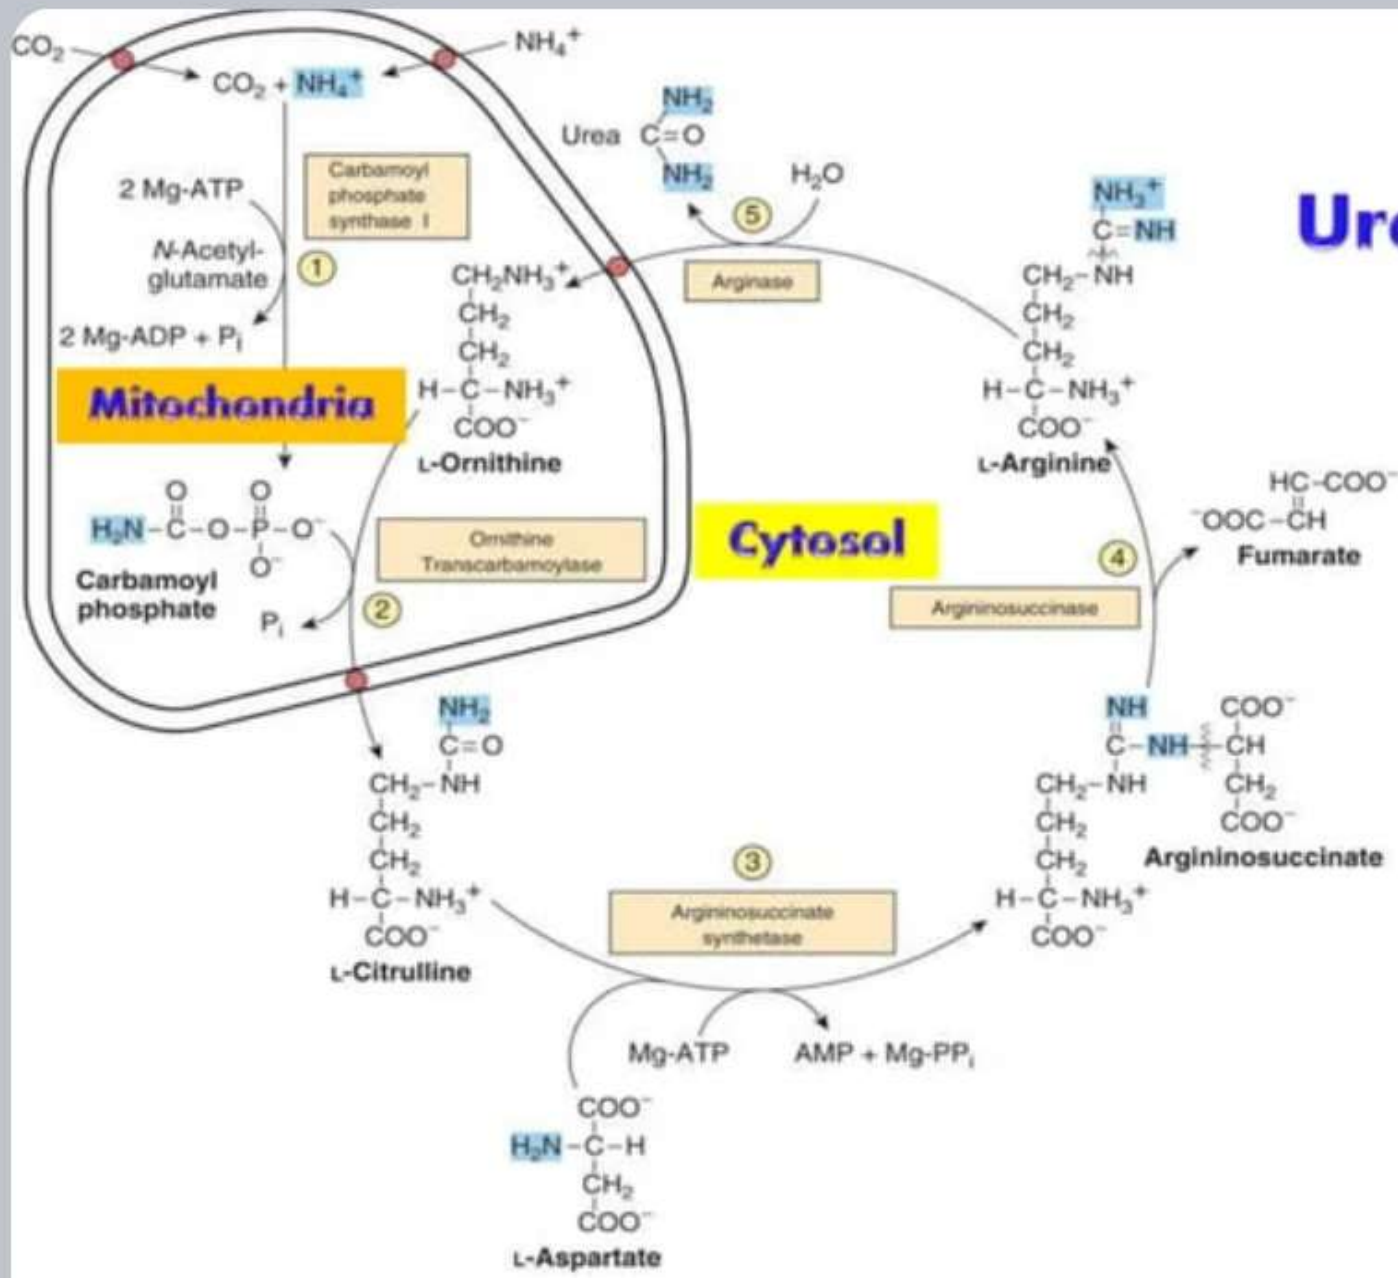 CO₂
NH₄⁺
CO₂ + NH₄⁺
2 Mg-ATP
N-Acetyl-
glutamate
2 Mg-ADP + Pᵢ
Carbamoyl
phosphate
synthase I
1
Mitochondria
NH₂
Urea C=O
NH₂
H₂O
5
Arginase
CH₂NH₃⁺
CH₂
CH₂
H-C-NH₃⁺
COO⁻
L-Ornithine
NH₃⁺
C=NH
CH₂-NH
CH₂
CH₂
H-C-NH₃⁺
COO⁻
L-Arginine
O O
H₂N-C-O-P-O⁻
O⁻
Carbamoyl
phosphate
Pᵢ
2
Ornithine
Transcarbamoylase
Cytosol
HC-COO⁻
⁻OOC-CH
Fumarate
4
Argininosuccinase
NH₂
C=O
CH₂-NH
CH₂
CH₂
H-C-NH₃⁺
COO⁻
L-Citrulline
3
Argininosuccinate
synthetase
NH COO⁻
C-NH-CH
CH₂-NH CH₂
CH₂ COO⁻
CH₂ Argininosuccinate
H-C-NH₃⁺
COO⁻
Mg-ATP
AMP + Mg-PPᵢ
COO⁻
H₂N-C-H
CH₂
COO⁻
L-Aspartate